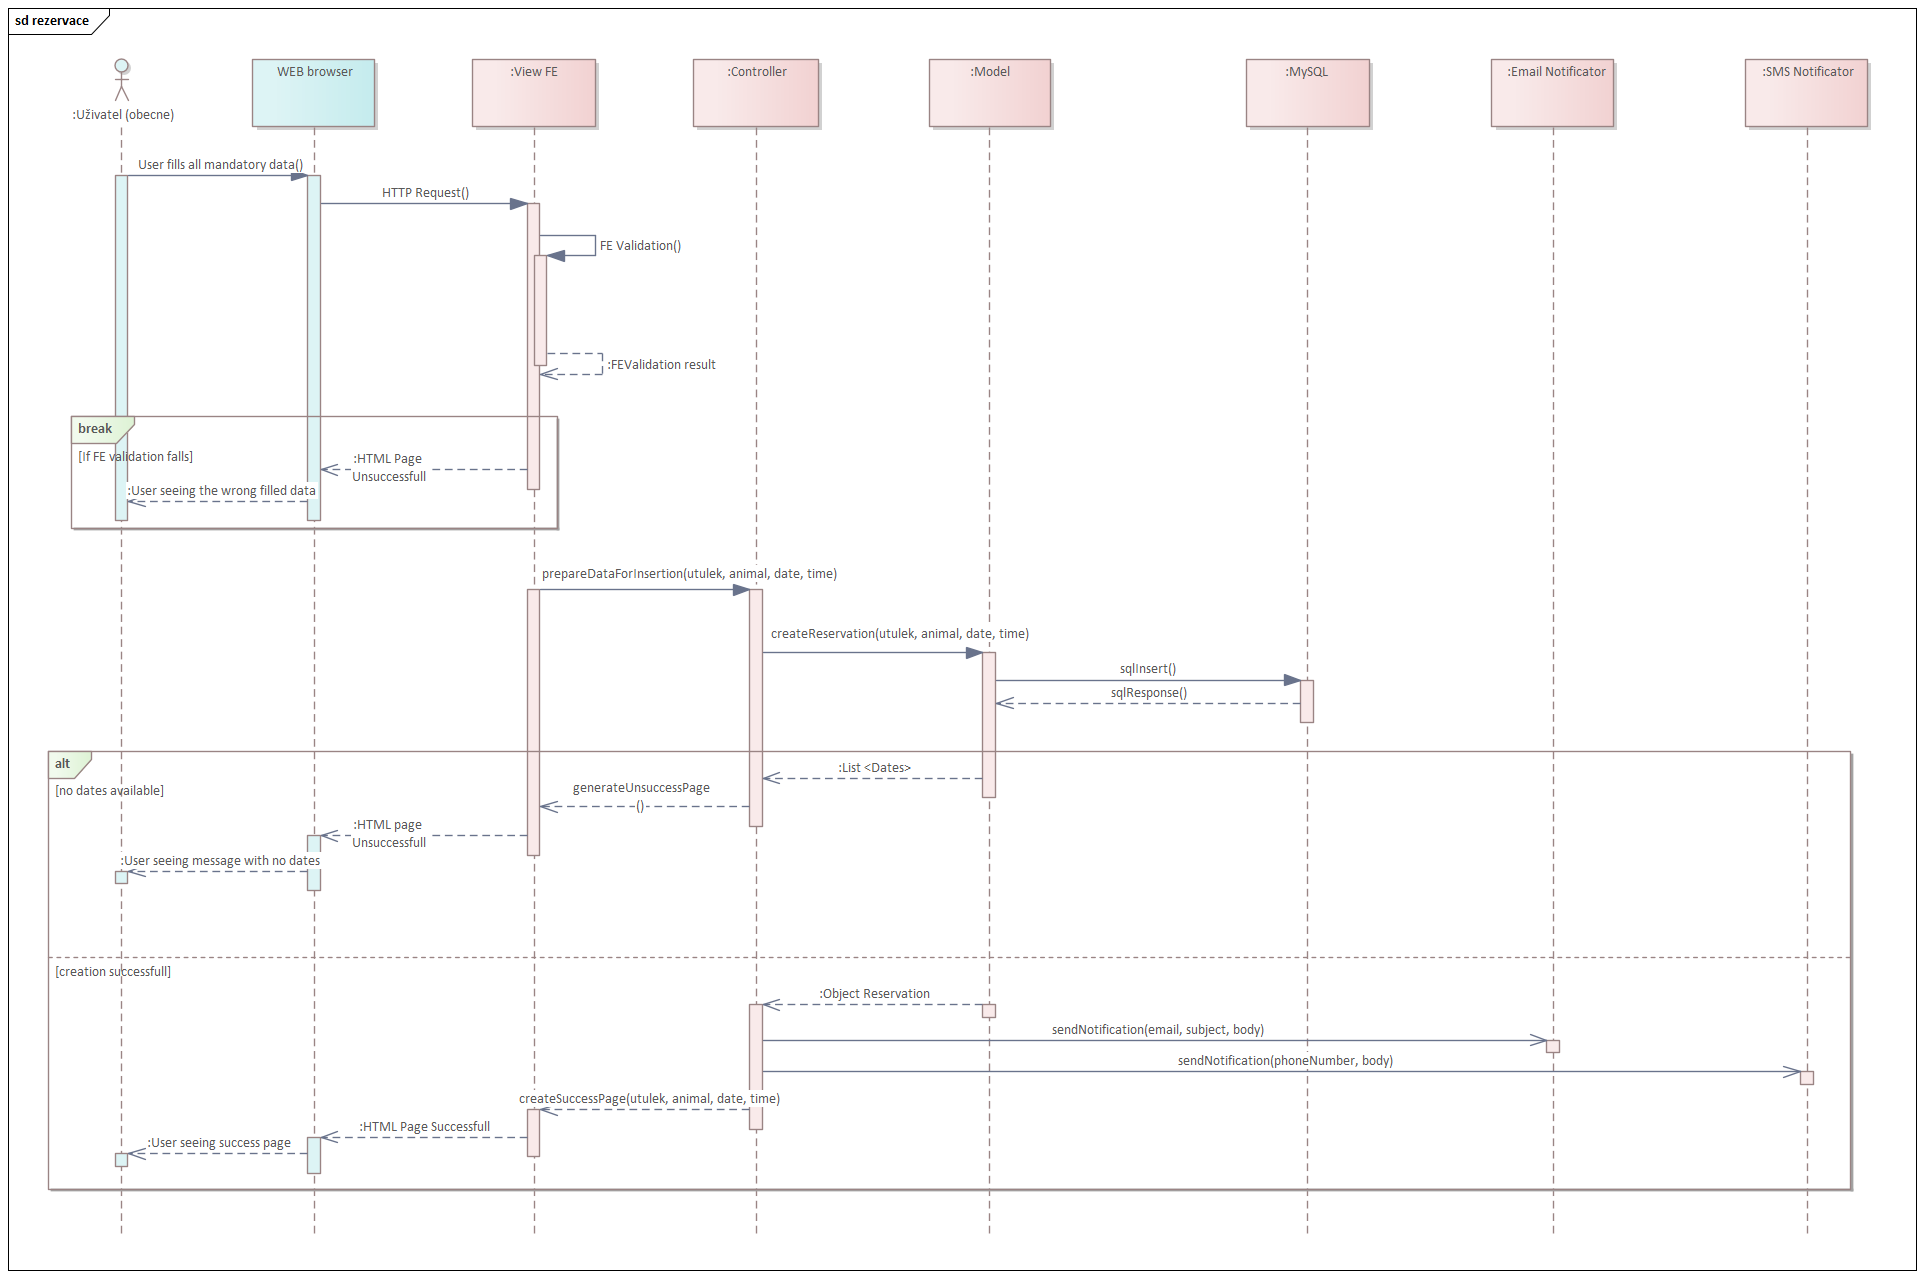 sd rezervace
:Uživatel (obecne)
WEB browser
:View FE
:Controller
:Model
:MySQL
:Email Notificator
:SMS Notificator
User fills all mandatory data()
HTTP Request()
FE Validation()
:FEValidation result
break
[If FE validation falls]
:HTML Page
Unsuccessfull
:User seeing the wrong filled data
prepareDataForInsertion(utulek, animal, date, time)
createReservation(utulek, animal, date, time)
sqlInsert()
sqlResponse()
alt
[no dates available]
:List <Dates>
generateUnsuccessPage
()
:HTML page
Unsuccessfull
:User seeing message with no dates
[creation successfull]
:Object Reservation
sendNotification(email, subject, body)
sendNotification(phoneNumber, body)
createSuccessPage(utulek, animal, date, time)
:HTML Page Successfull
:User seeing success page